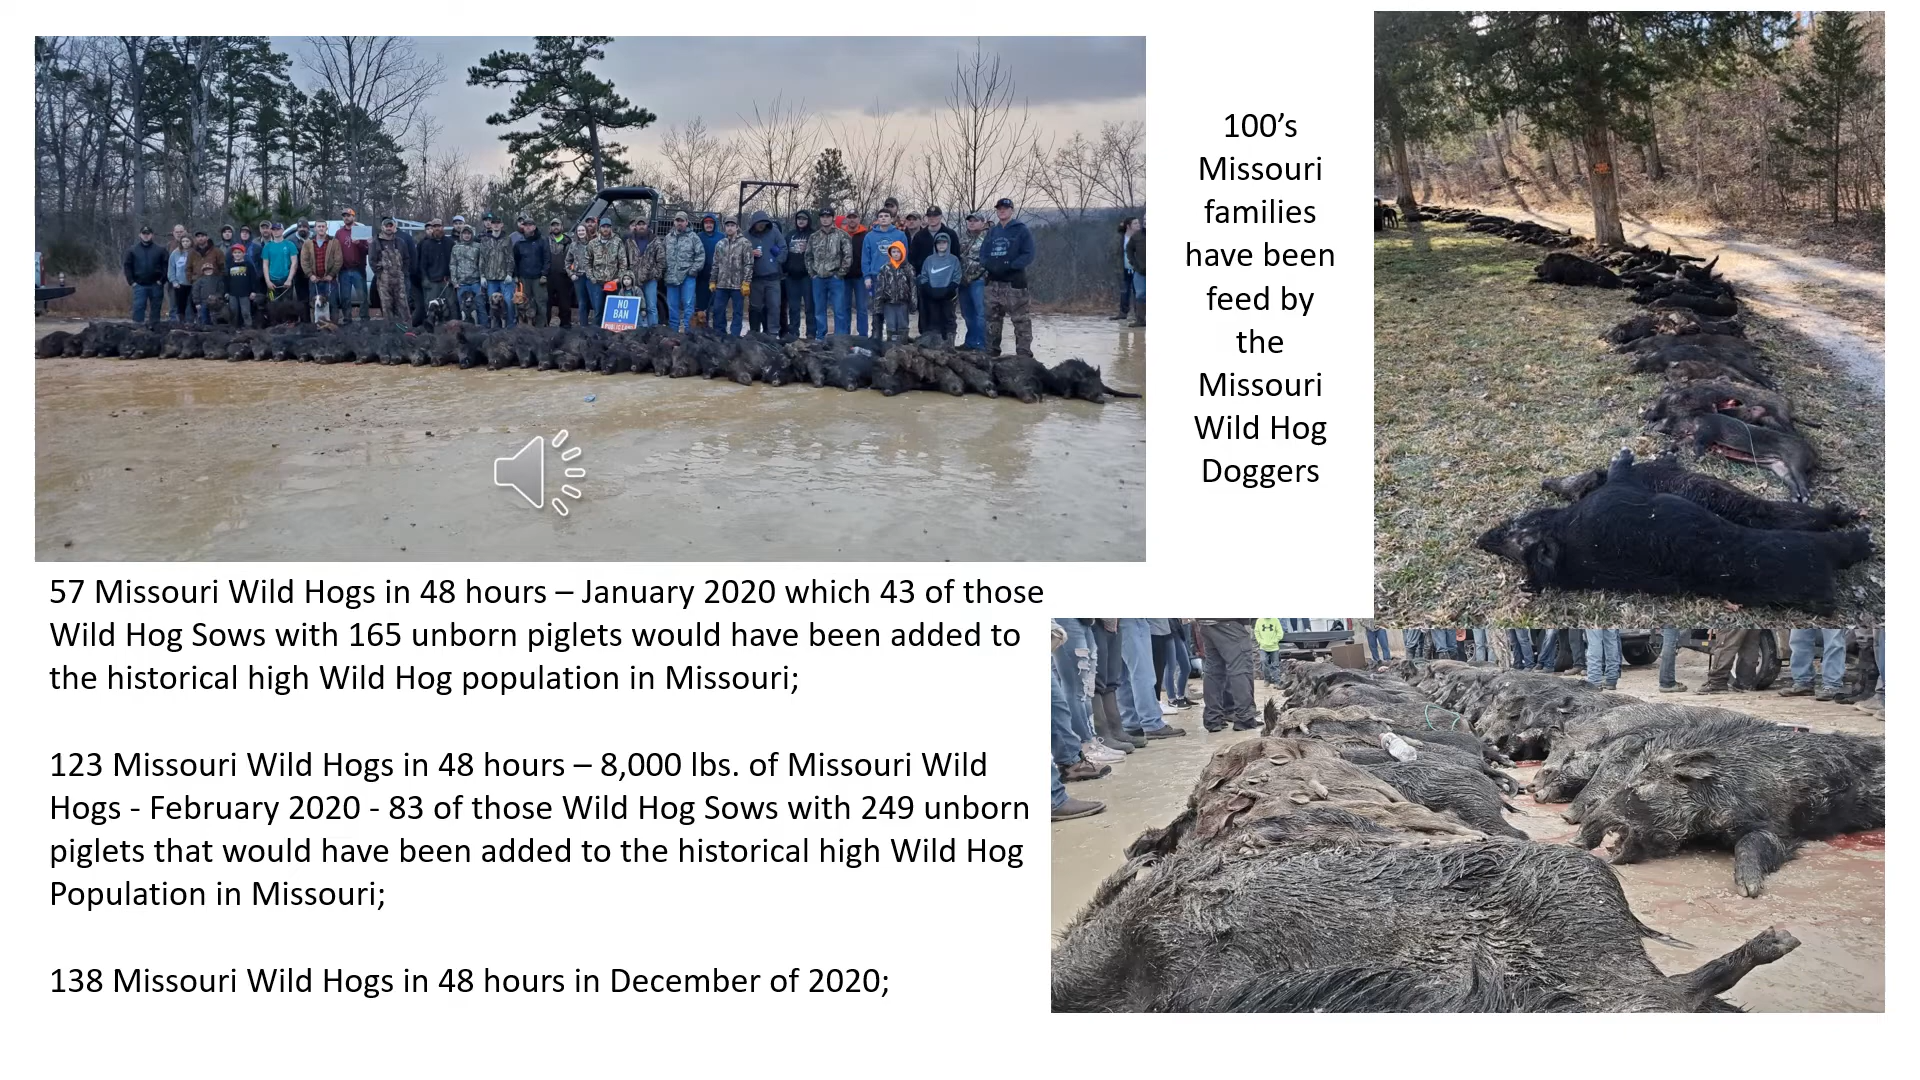 NO
BAN
PUBLIC LAND
100’s
Missouri
families
have been
feed by
the
Missouri
Wild Hog
Doggers
57 Missouri Wild Hogs in 48 hours – January 2020 which 43 of those
Wild Hog Sows with 165 unborn piglets would have been added to
the historical high Wild Hog population in Missouri;
123 Missouri Wild Hogs in 48 hours – 8,000 lbs. of Missouri Wild
Hogs - February 2020 - 83 of those Wild Hog Sows with 249 unborn
piglets that would have been added to the historical high Wild Hog
Population in Missouri;
138 Missouri Wild Hogs in 48 hours in December of 2020;